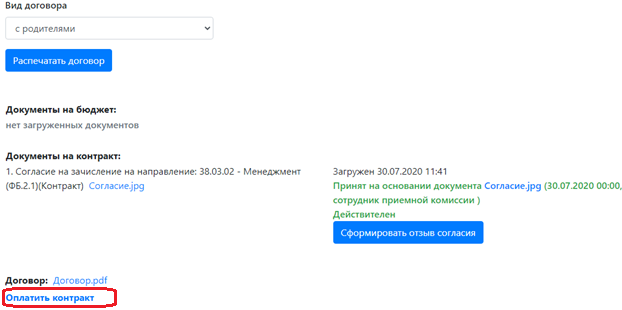 Вид договора
с родителями
Распечатать договор
Документы на бюджет:
нет загруженных документов
Документы на контракт:
1. Согласие на зачисление на направление: 38.03.02 - Менеджмент
(ФБ.2.1)(Контракт) Согласие.jpg
Загружен 30.07.2020 11:41
Принят на основании документа Согласие.jpg (30.07.2020 00:00,
сотрудник приемной комиссии )
Действителен
Сформировать отзыв согласия
Договор: Договор.pdf
Оплатить контракт